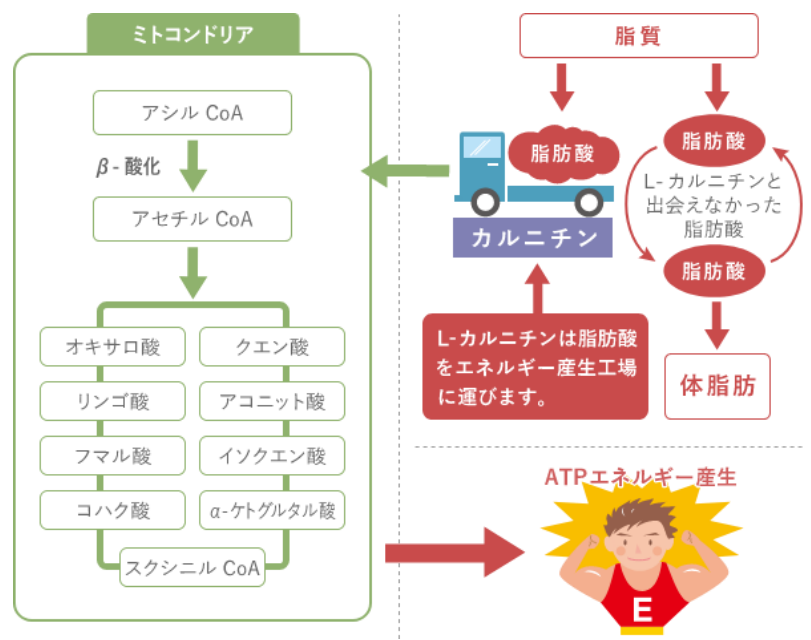 ミトコンドリア
アシル CoA
β - 酸化
アセチル CoA
オキサロ酸
クエン酸
リンゴ酸
アコニット酸
フマル酸
イソクエン酸
コハク酸
α-ケトグルタル酸
スクシニル CoA
脂質
脂肪酸
カルニチン
L-カルニチンは脂肪酸
をエネルギー産生工場
に運びます。
脂肪酸
L-カルニチンと
出会えなかった
脂肪酸
脂肪酸
体脂肪
ATPエネルギー産生
E